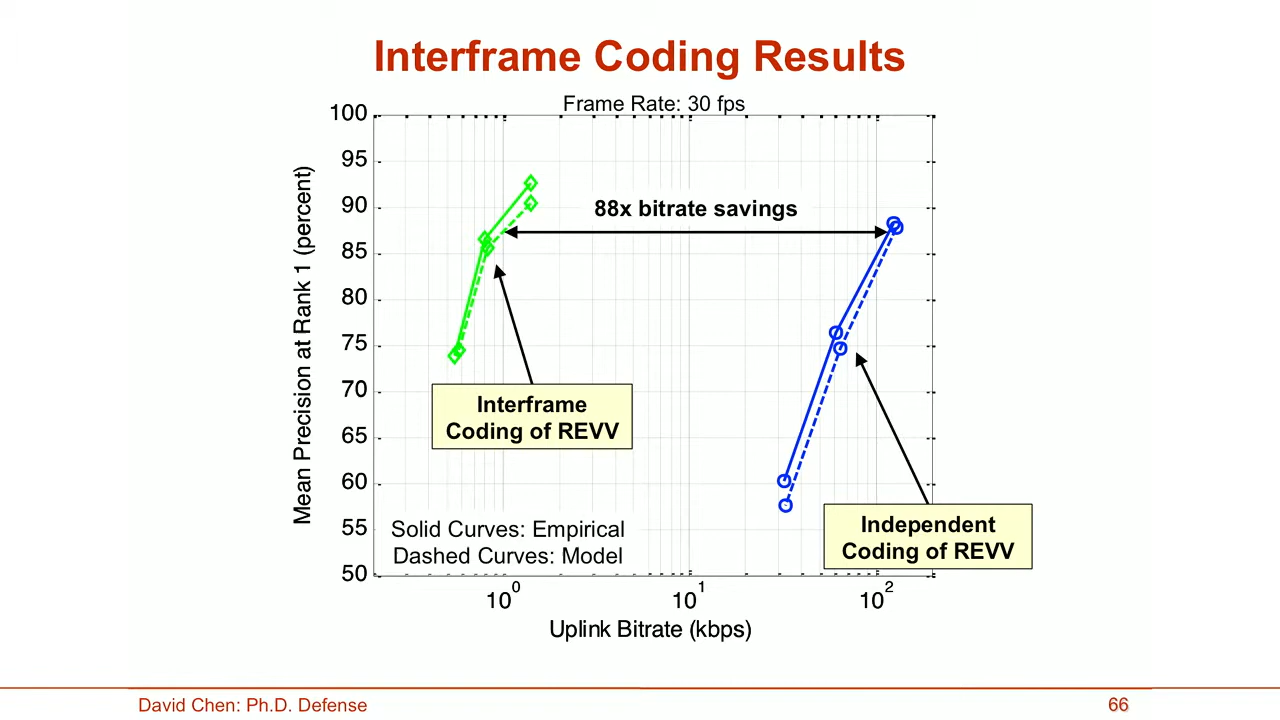 Interframe Coding Results
Frame Rate: 30 fps
100
95
90
85
80
75
70
65
60
55
50
Mean Precision at Rank 1 (percent)
88x bitrate savings
Interframe
Coding of REVV
Independent
Coding of REVV
Solid Curves: Empirical
Dashed Curves: Model
10^0
10^1
10^2
Uplink Bitrate (kbps)
David Chen: Ph.D. Defense
66